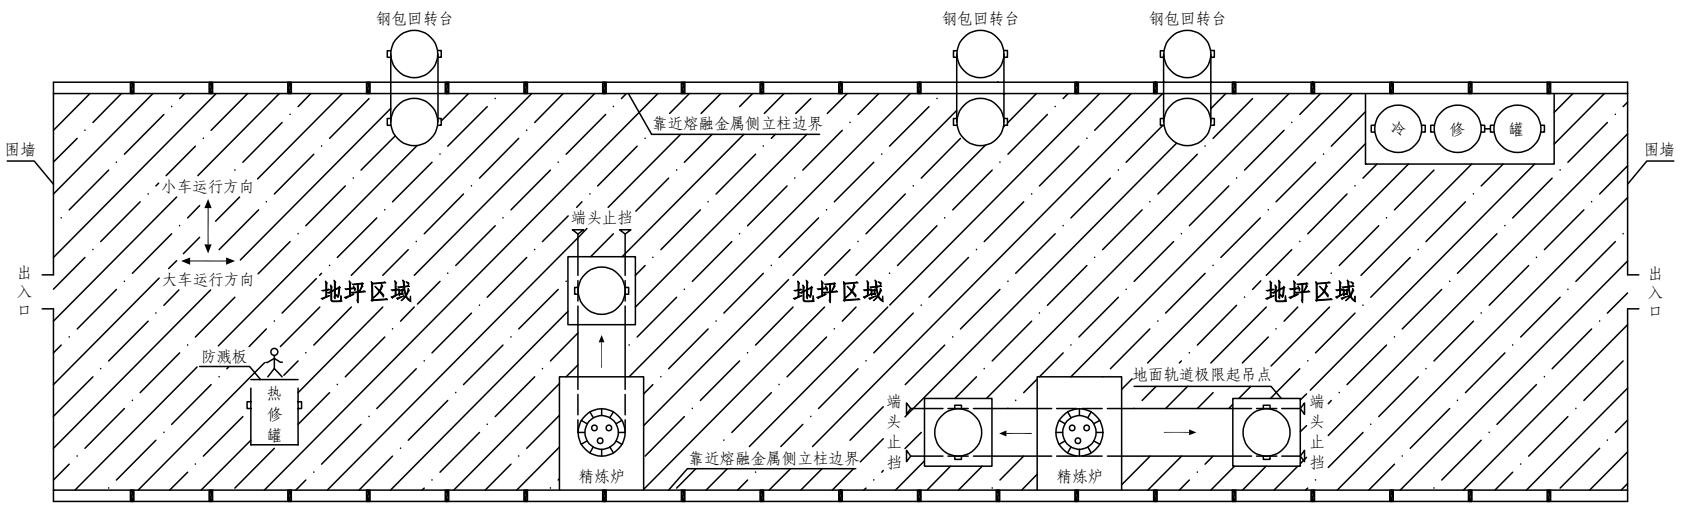 钢包回转台
钢包回转台
钢包回转台
靠近熔融金属侧立柱边界
冷
修
罐
围墙
围墙
小车运行方向
端头止挡
大车运行方向
出入口
地坪区域
地坪区域
地坪区域
出入口
防溅板
热修罐
地面轨道极限起吊点
端头止挡
端头止挡
靠近熔融金属侧立柱边界
精炼炉
精炼炉